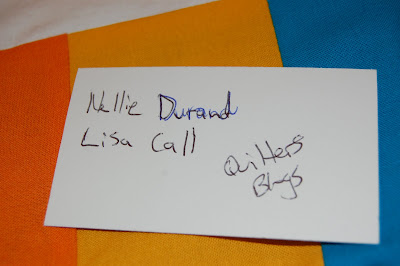 Nellie Durand
Lisa Call
Quilters
Blogs